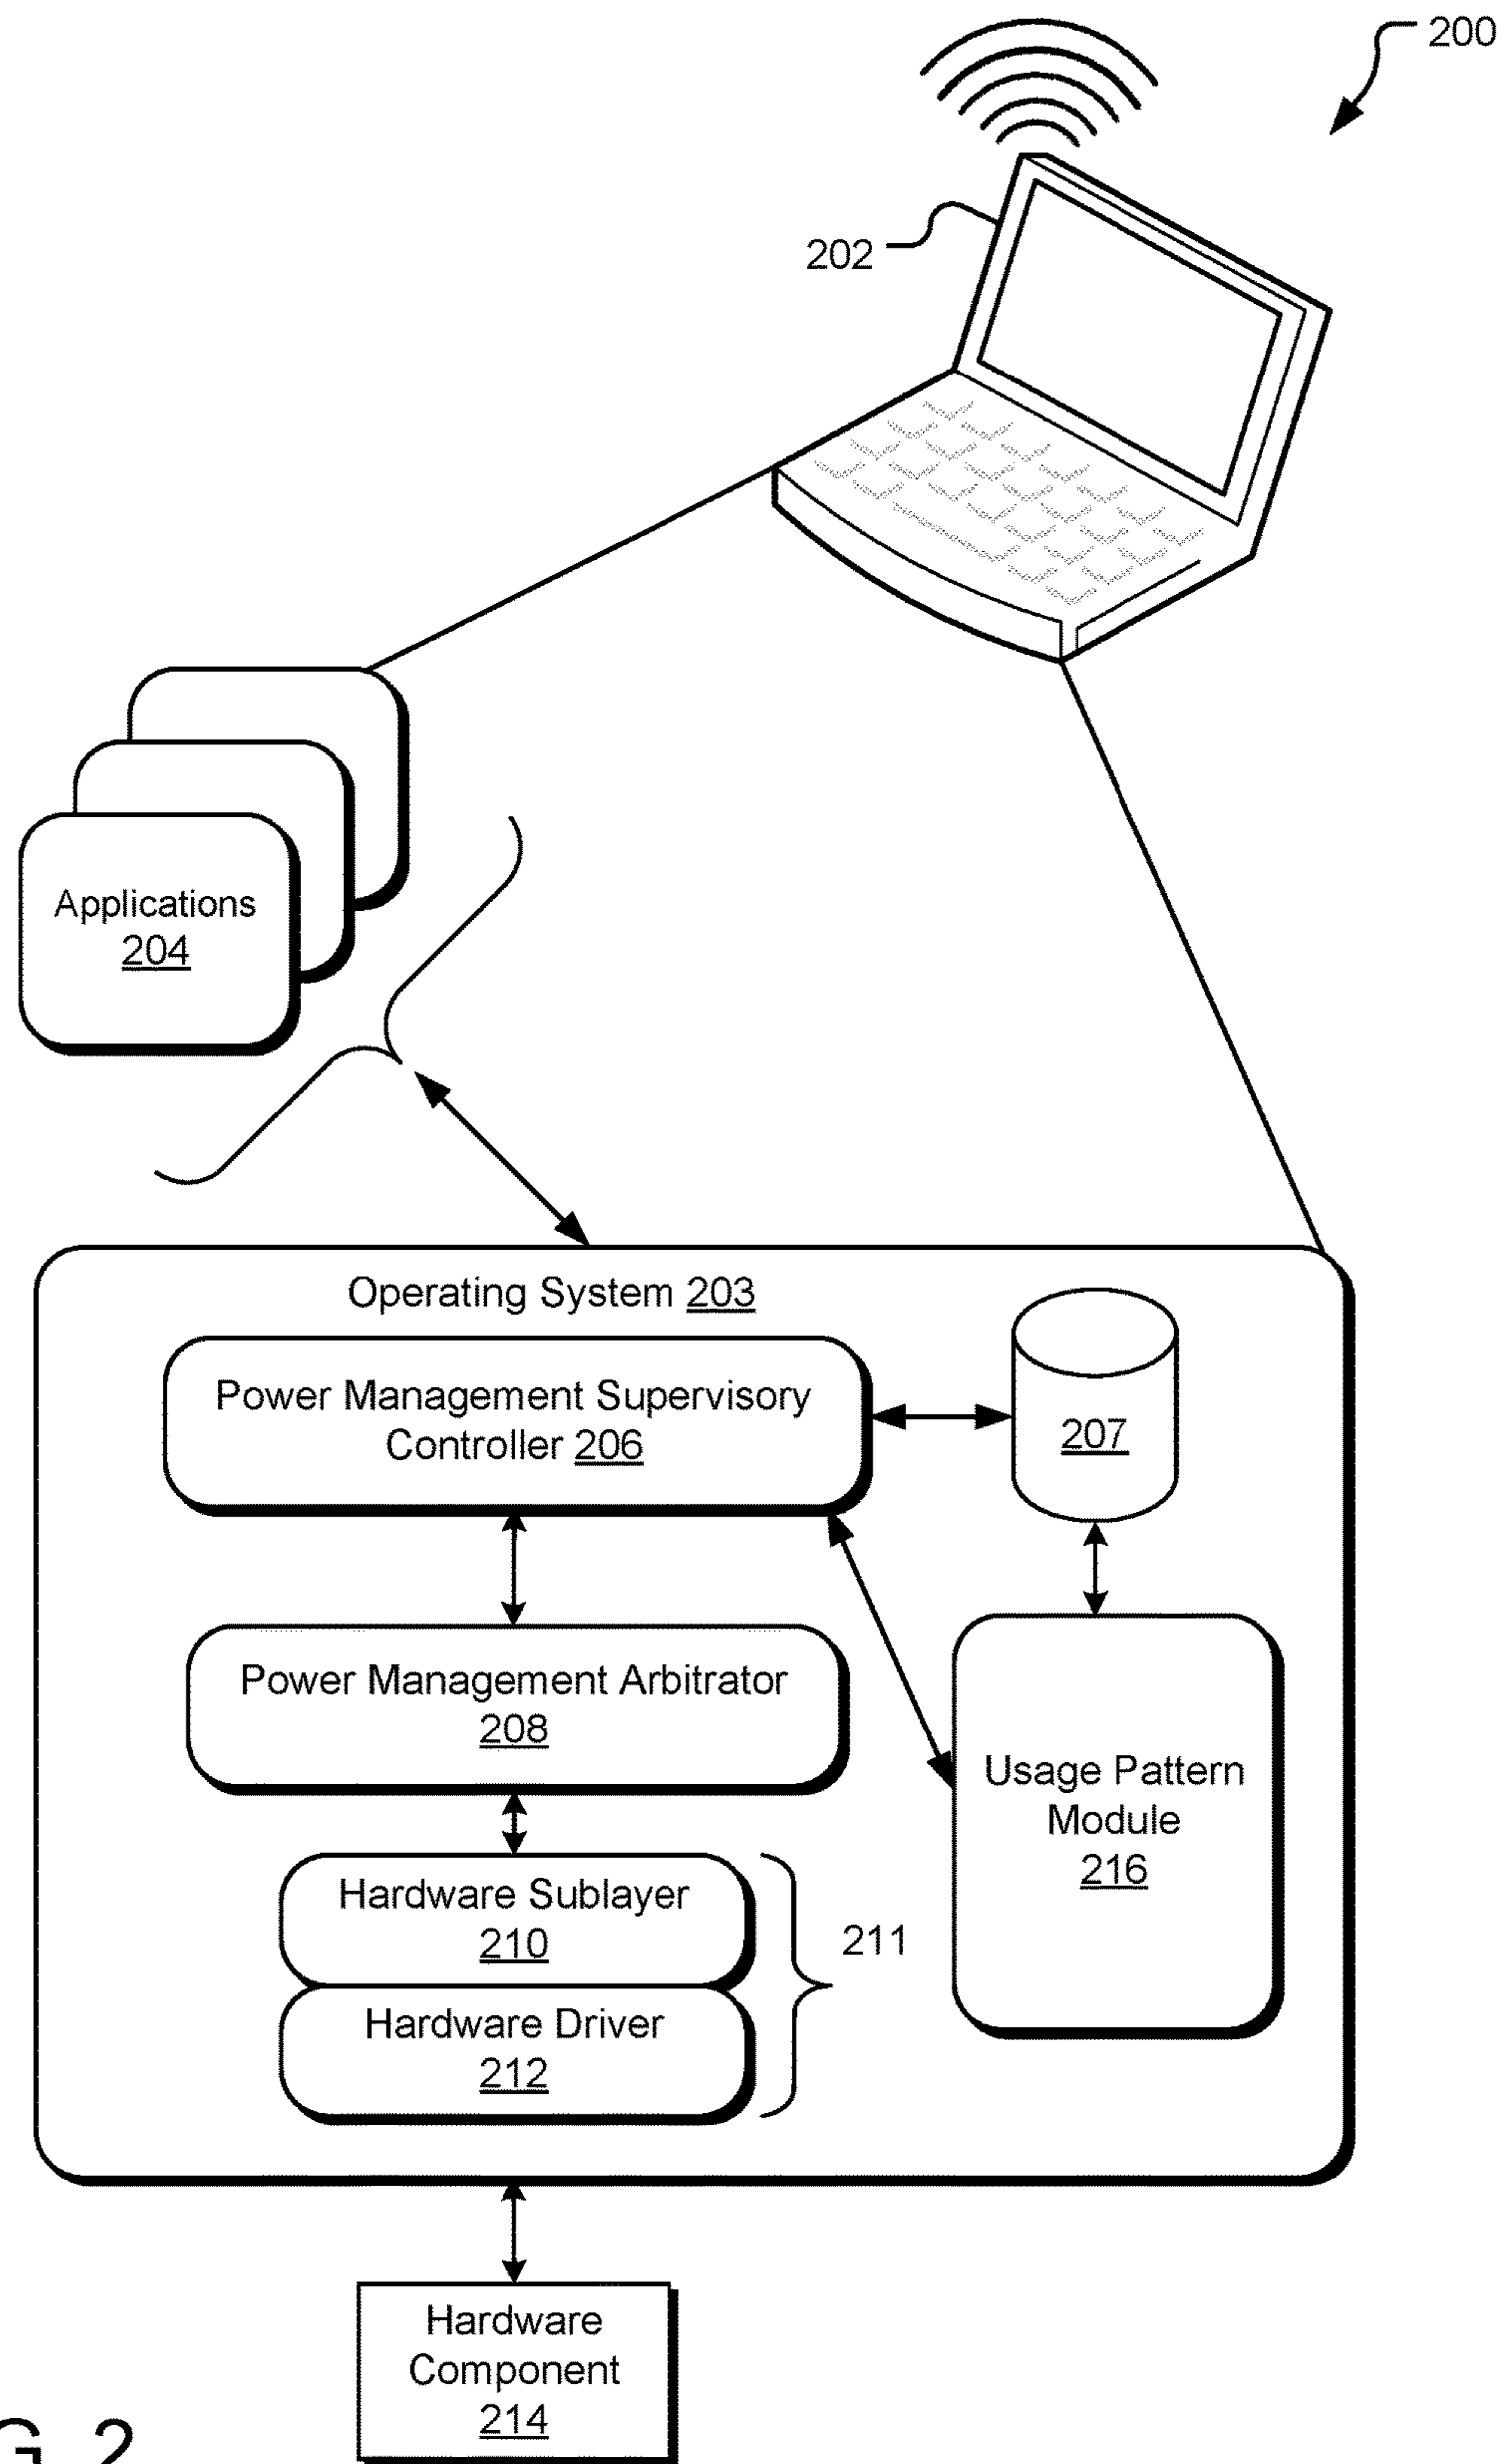 200
202
Applications
204
Operating System 203
Power Management Supervisory
Controller 206
207
Power Management Arbitrator
208
Usage Pattern
Module
216
Hardware Sublayer
210
211
Hardware Driver
212
Hardware
Component
214
G. 2